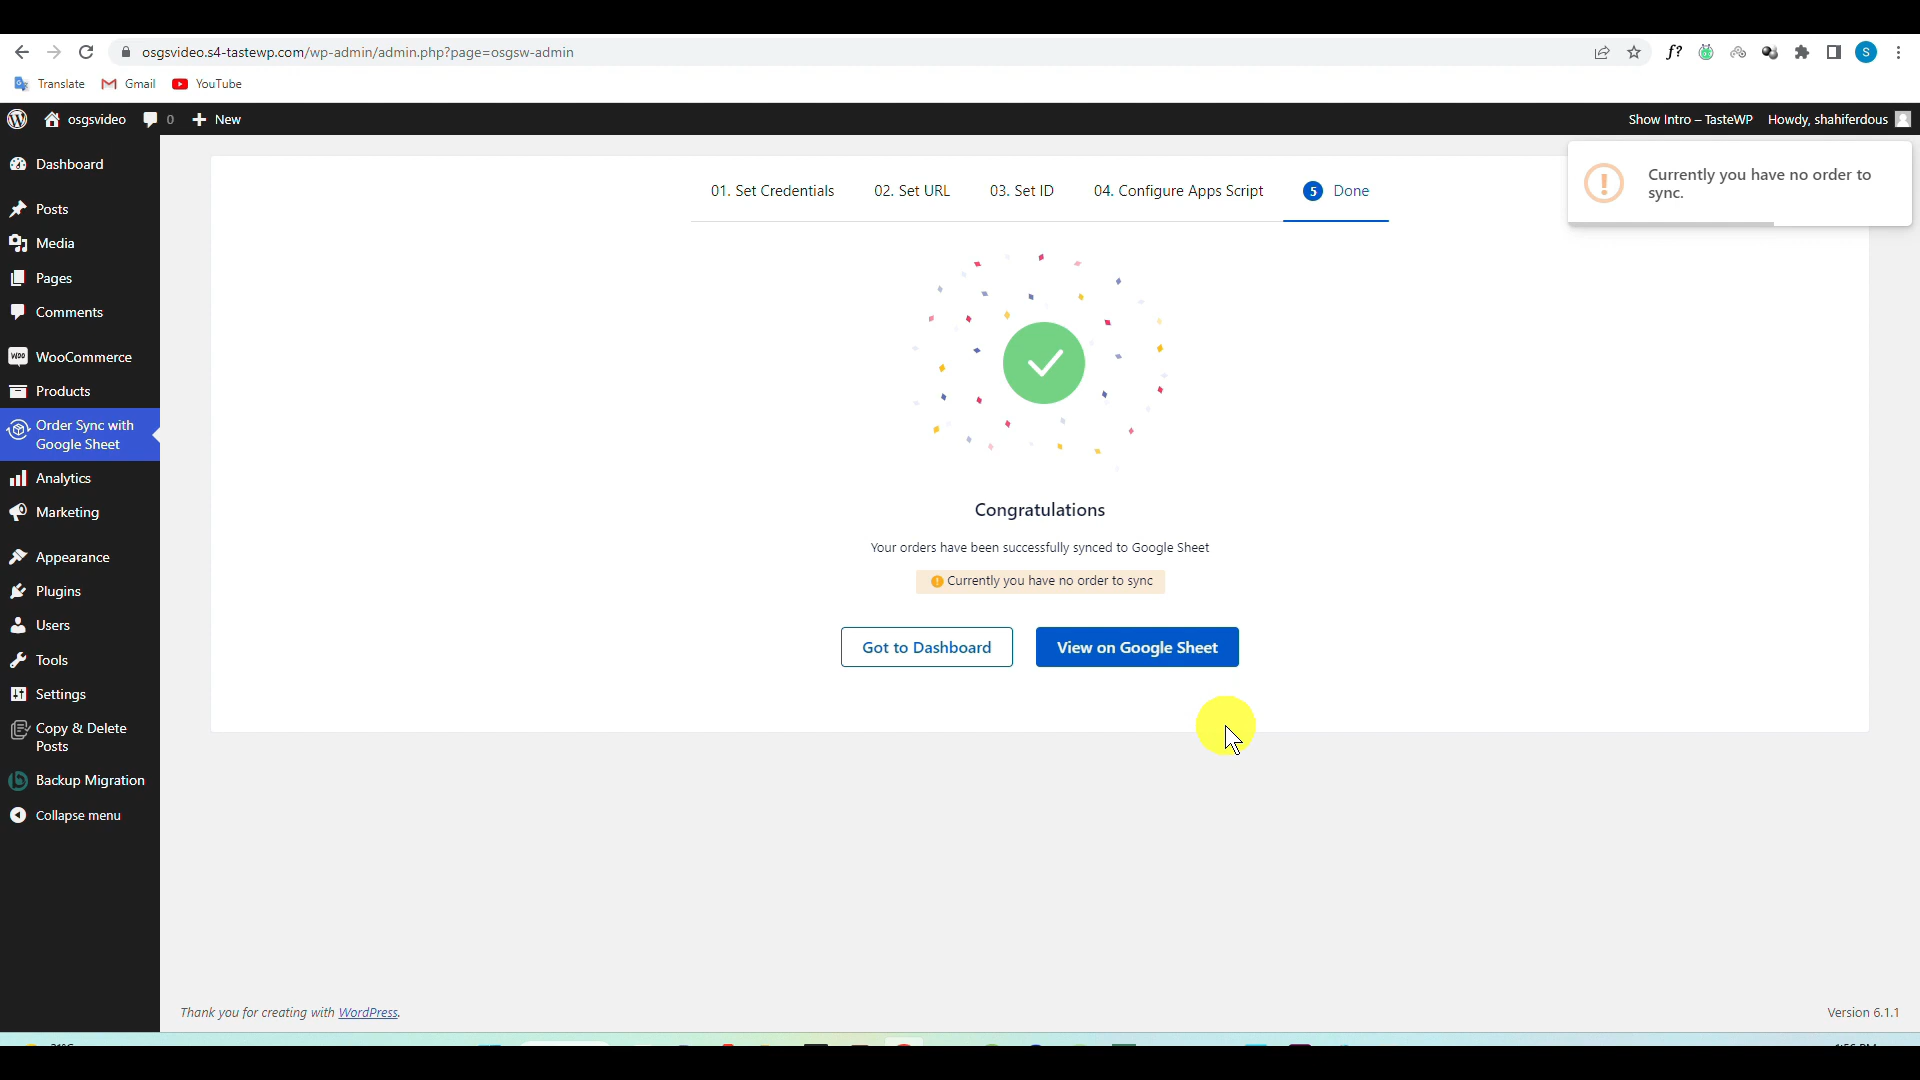 osgsvideo.s4-tastewp.com/wp-admin/admin.php?page=osgsw-admin
f?
S
Translate
Gmail
YouTube
osgsvideo
0
New
Show Intro – TasteWP
Howdy, shahiferdous
Dashboard
Posts
Media
Pages
Comments
WOO
WooCommerce
Products
Order Sync with
Google Sheet
Analytics
Marketing
Appearance
Plugins
Users
Tools
Settings
Copy & Delete
Posts
Backup Migration
Collapse menu
01. Set Credentials
02. Set URL
03. Set ID
04. Configure Apps Script
5 Done
Currently you have no order to
sync.
Congratulations
Your orders have been successfully synced to Google Sheet
Currently you have no order to sync
Got to Dashboard
View on Google Sheet
Thank you for creating with WordPress.
Version 6.1.1